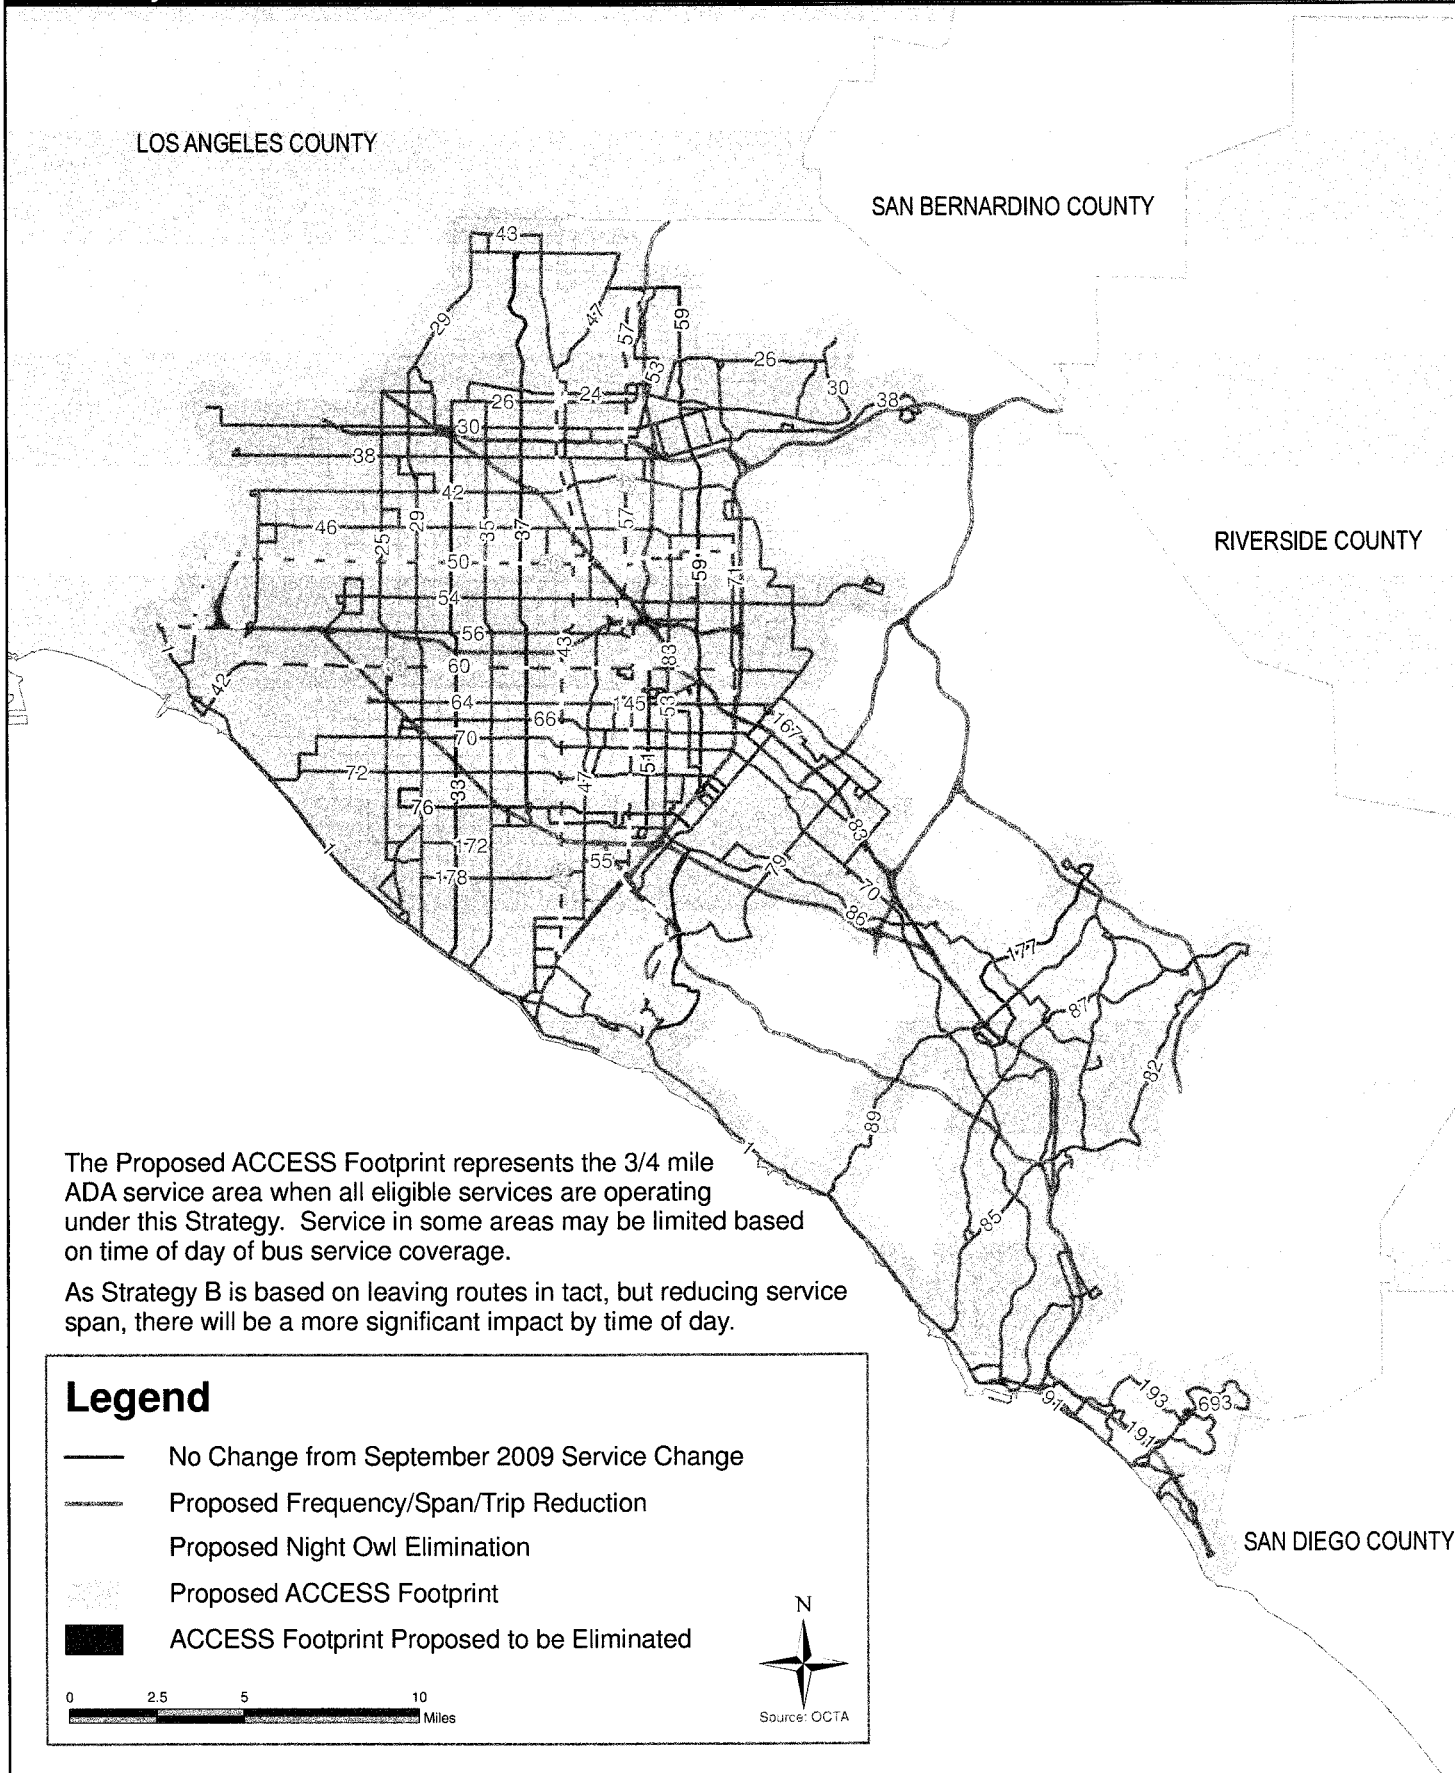 LOS ANGELES COUNTY
SAN BERNARDINO COUNTY
43
29
47
57
59
53
26
30
38
24
26
30
38
42
46
25
29
35
37
57
RIVERSIDE COUNTY
50
59
71
54
1
56
43
83
60
42
64
145
53
66
167
70
51
72
47
33
76
83
1
172
55
79
178
70
86
177
87
82
89
1
The Proposed ACCESS Footprint represents the 3/4 mile
ADA service area when all eligible services are operating
under this Strategy. Service in some areas may be limited based
on time of day of bus service coverage.
85
As Strategy B is based on leaving routes in tact, but reducing service
span, there will be a more significant impact by time of day.
193
693
91
191
Legend
No Change from September 2009 Service Change
Proposed Frequency/Span/Trip Reduction
Proposed Night Owl Elimination
Proposed ACCESS Footprint
ACCESS Footprint Proposed to be Eliminated
SAN DIEGO COUNTY
N
0 2.5 5 10
Miles
Source: OCTA